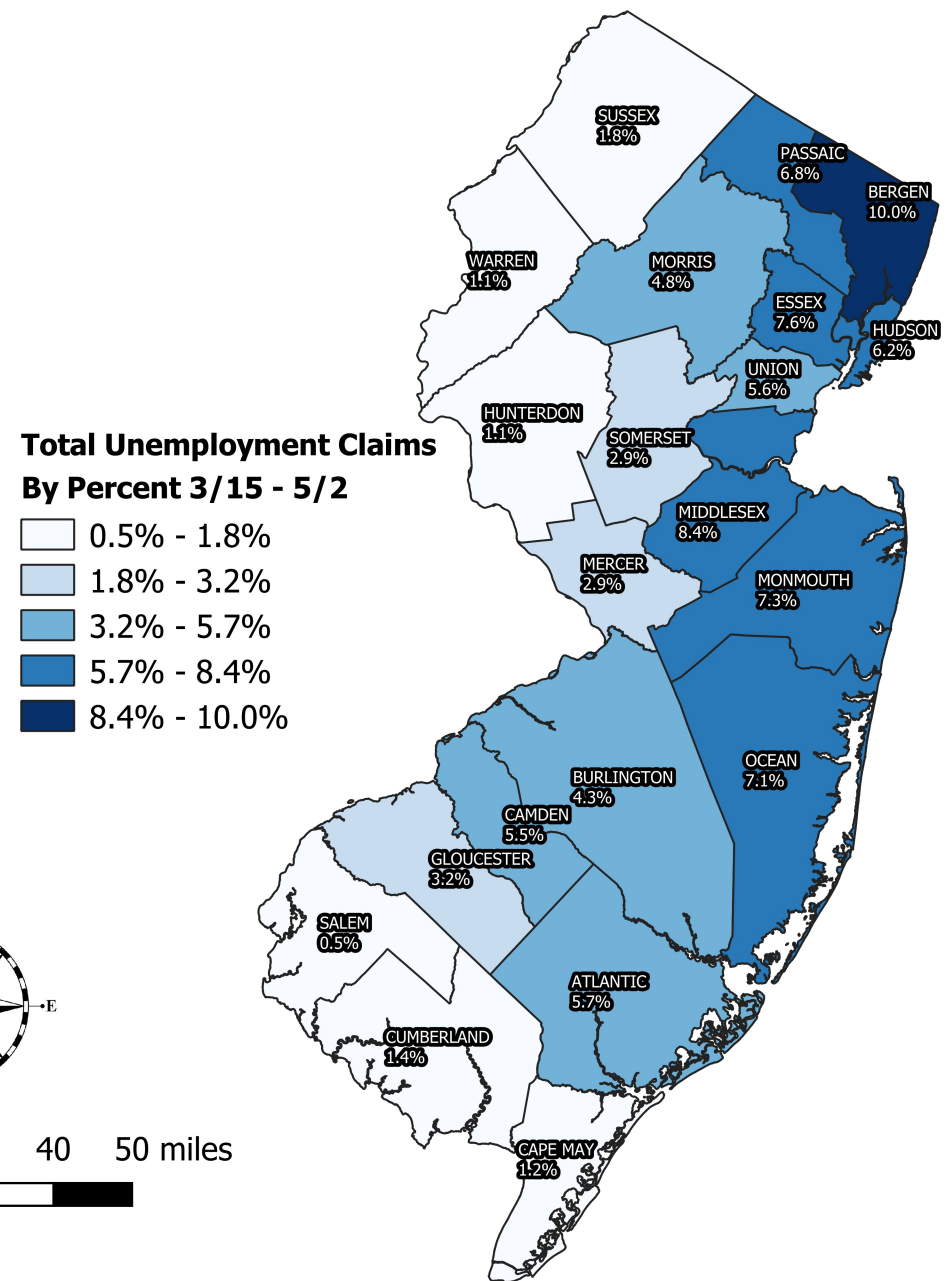 SUSSEX
1.8%
PASSAIC
6.8%
BERGEN
10.0%
WARREN
1.1%
MORRIS
4.8%
ESSEX
7.6%
HUDSON
6.2%
UNION
5.6%
HUNTERDON
1.1%
SOMERSET
2.9%
Total Unemployment Claims
By Percent 3/15 - 5/2
0.5% - 1.8%
1.8% - 3.2%
3.2% - 5.7%
5.7% - 8.4%
8.4% - 10.0%
MIDDLESEX
8.4%
MERCER
2.9%
MONMOUTH
7.3%
OCEAN
7.1%
BURLINGTON
4.3%
CAMDEN
5.5%
GLOUCESTER
3.2%
SALEM
0.5%
ATLANTIC
5.7%
E
CUMBERLAND
1.4%
CAPE MAY
1.2%
40 50 miles